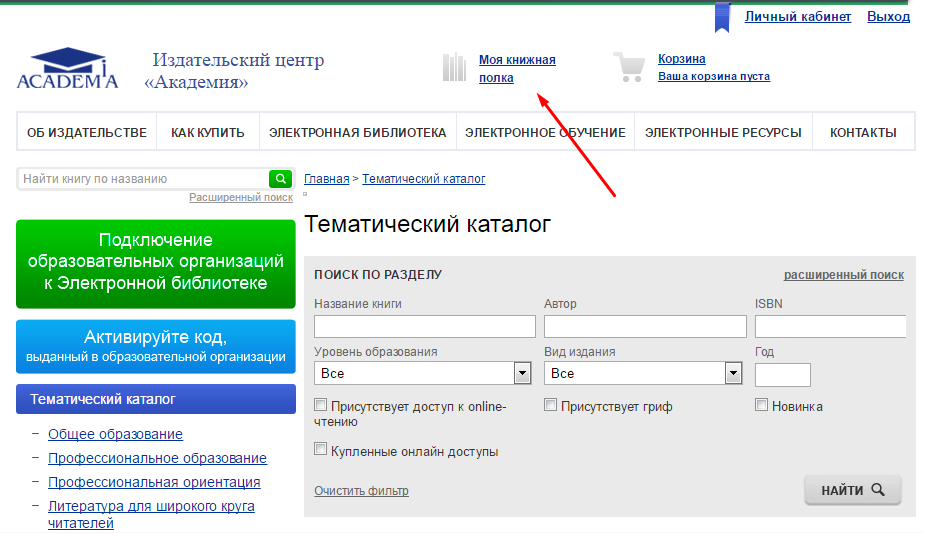 Личный кабинет Выход
ACADEMiA
Издательский центр
«Академия»
Моя книжная
полка
Корзина
Ваша корзина пуста
ОБ ИЗДАТЕЛЬСТВЕ КАК КУПИТЬ ЭЛЕКТРОННАЯ БИБЛИОТЕКА ЭЛЕКТРОННОЕ ОБУЧЕНИЕ ЭЛЕКТРОННЫЕ РЕСУРСЫ КОНТАКТЫ
Найти книгу по названию
Расширенный поиск
Подключение
образовательных организаций
к Электронной библиотеке
Активируйте код,
выданный в образовательной организации
Тематический каталог
– Общее образование
– Профессиональное образование
– Профессиональная ориентация
– Литература для широкого круга
читателей
Главная > Тематический каталог
Тематический каталог
ПОИСК ПО РАЗДЕЛУ расширенный поиск
Название книги Автор ISBN
Уровень образования Вид издания Год
Все Все
Присутствует доступ к online-
чтению
Присутствует гриф Новинка
Купленные онлайн доступы
Очистить фильтр НАЙТИ